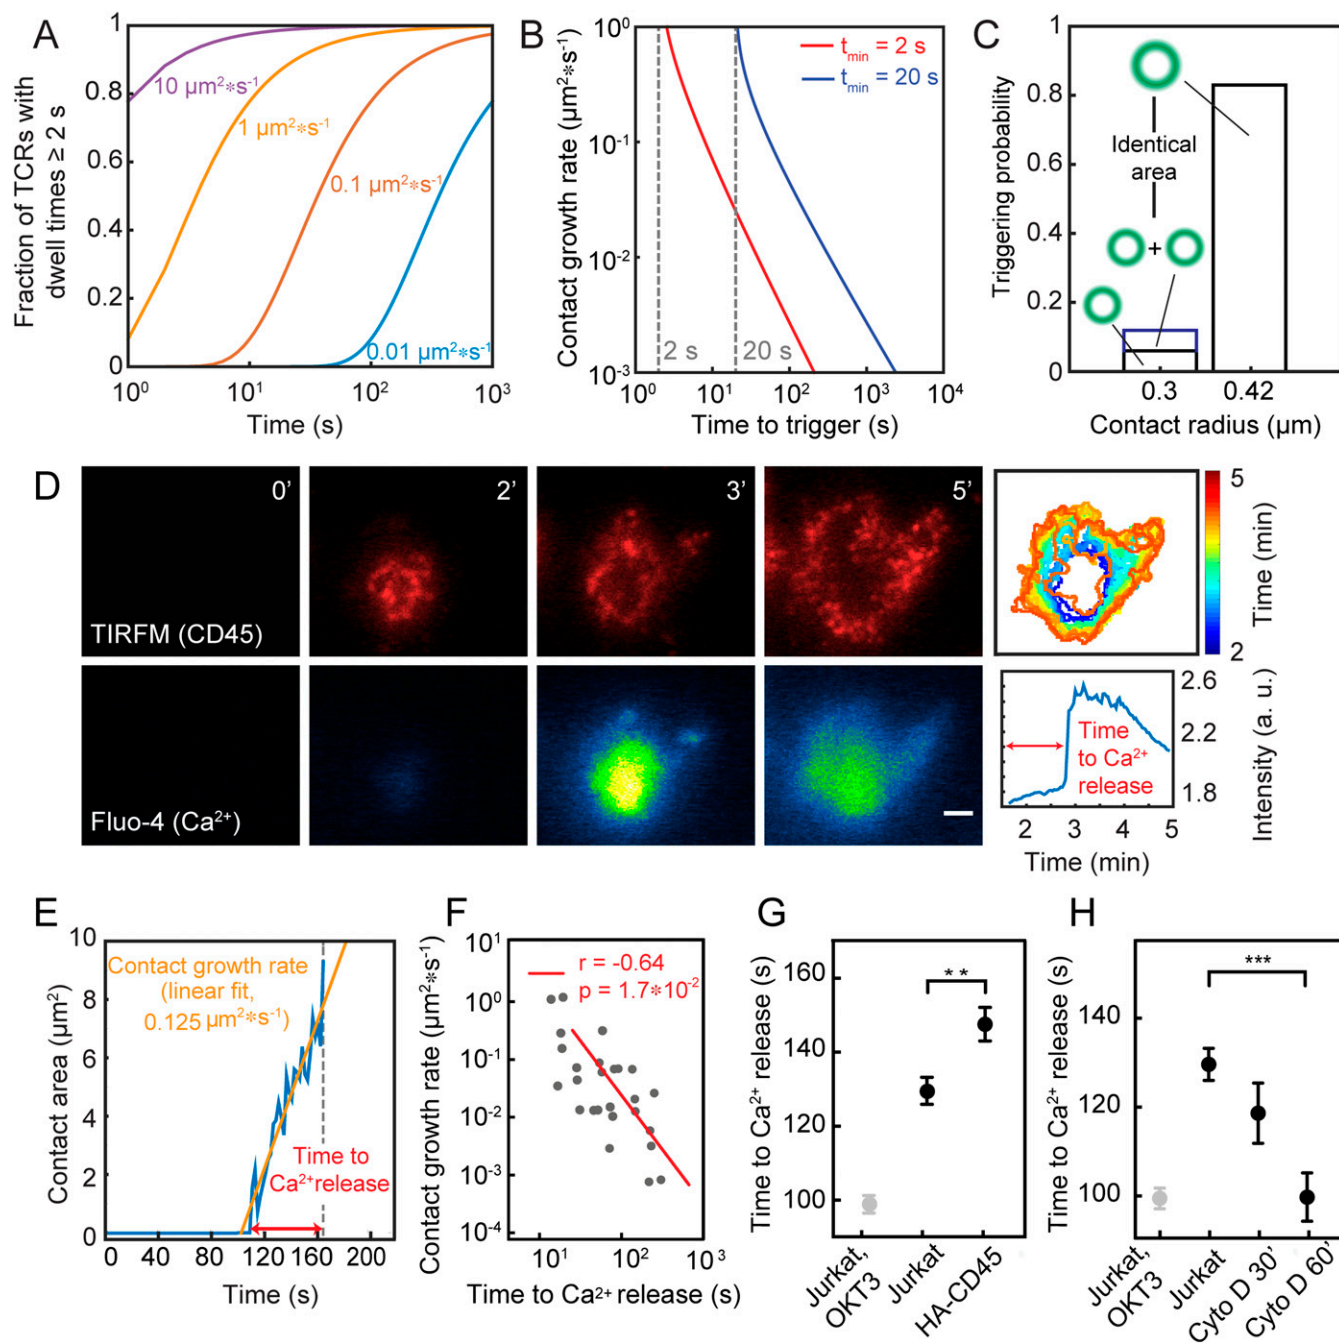 A
Fraction of TCRs with
dwell times ≥ 2 s
1
0.8
0.6
0.4
0.2
0
10 μm²*s⁻¹
1 μm²*s⁻¹
0.1 μm²*s⁻¹
0.01 μm²*s⁻¹
10⁰ 10¹ 10² 10³
Time (s)
B
Contact growth rate (μm²*s⁻¹)
10⁰
10⁻¹
10⁻²
10⁻³
t_min = 2 s
t_min = 20 s
2 s
20 s
10⁰ 10¹ 10² 10³ 10⁴
Time to trigger (s)
C
Triggering probability
1
0.8
0.6
0.4
0.2
0
Identical
area
+
0.3 0.42
Contact radius (μm)
D
0'
2'
3'
5'
TIRFM (CD45)
5
2
Time (min)
Fluo-4 (Ca²⁺)
2.6
2.2
1.8
Time
to Ca²⁺
release
Intensity (a. u.)
2 3 4 5
Time (min)
E
Contact area (μm²)
10
8
6
4
2
0
Contact growth rate
(linear fit,
0.125 μm²*s⁻¹)
Time to
Ca²⁺release
0 40 80 120 160 200
Time (s)
F
Contact growth rate (μm²*s⁻¹)
10¹
10⁰
10⁻¹
10⁻²
10⁻³
10⁻⁴
r = -0.64
p = 1.7*10⁻²
10¹ 10² 10³
Time to Ca²⁺ release (s)
G
Time to Ca²⁺ release (s)
160
140
120
100
**
Jurkat,
OKT3
Jurkat
HA-CD45
H
Time to Ca²⁺ release (s)
140
120
100
***
Jurkat,
OKT3
Jurkat
Cyto D 30'
Cyto D 60'